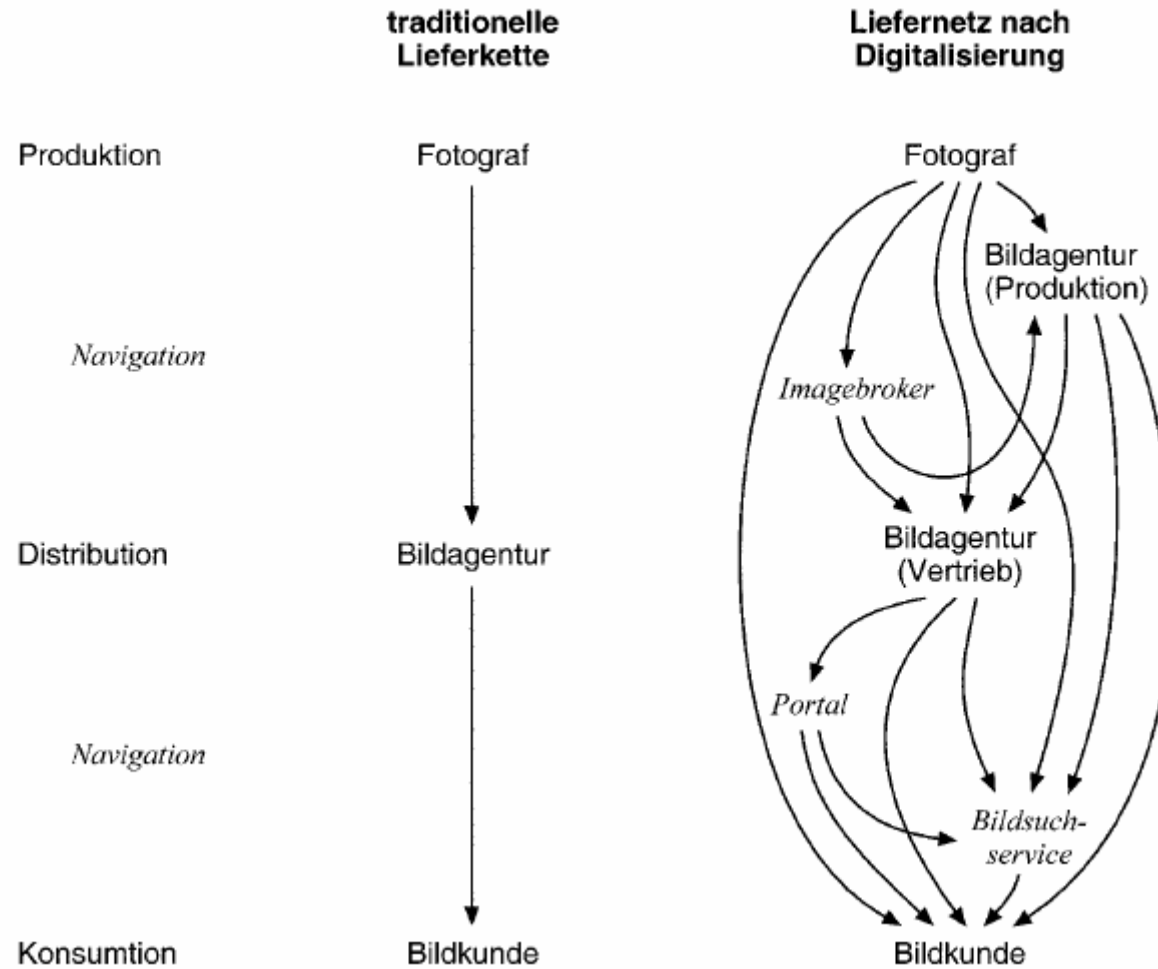 traditionelle
Lieferkette
Liefernetz nach
Digitalisierung
Produktion
Fotograf
Fotograf
Bildagentur
(Produktion)
Navigation
Imagebroker
Distribution
Bildagentur
Bildagentur
(Vertrieb)
Portal
Navigation
Bildsuch-
service
Konsumtion
Bildkunde
Bildkunde